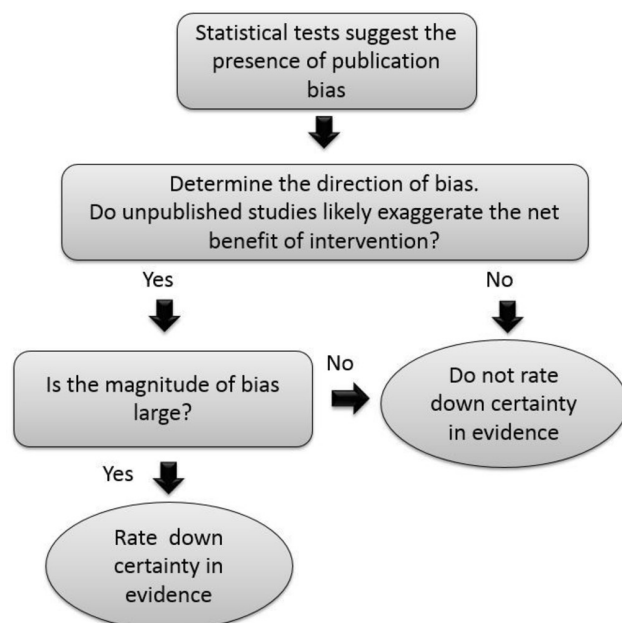 Statistical tests suggest the
presence of publication
bias
Determine the direction of bias.
Do unpublished studies likely exaggerate the net
benefit of intervention?
Yes
No
Is the magnitude of bias
large?
No
Do not rate
down certainty
in evidence
Yes
Rate down
certainty in
evidence